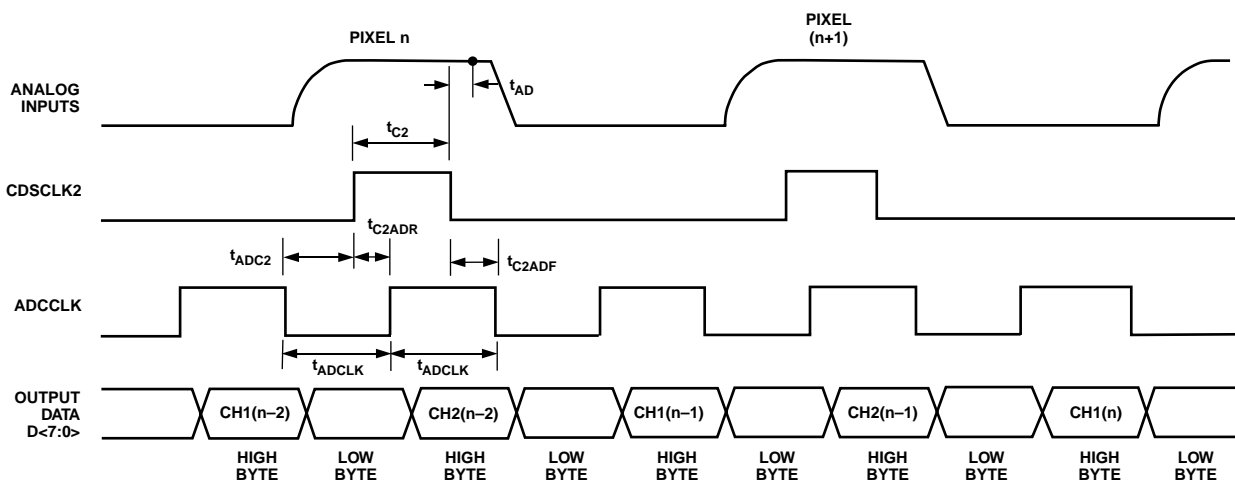 PIXEL n
PIXEL
(n+1)
ANALOG
INPUTS
tAD
tC2
CDSCLK2
tC2ADR
tADC2
tC2ADF
ADCCLK
tADCLK
tADCLK
OUTPUT
DATA
D<7:0>
CH1(n–2)
CH2(n–2)
CH1(n–1)
CH2(n–1)
CH1(n)
HIGH
BYTE
LOW
BYTE
HIGH
BYTE
LOW
BYTE
HIGH
BYTE
LOW
BYTE
HIGH
BYTE
LOW
BYTE
HIGH
BYTE
LOW
BYTE